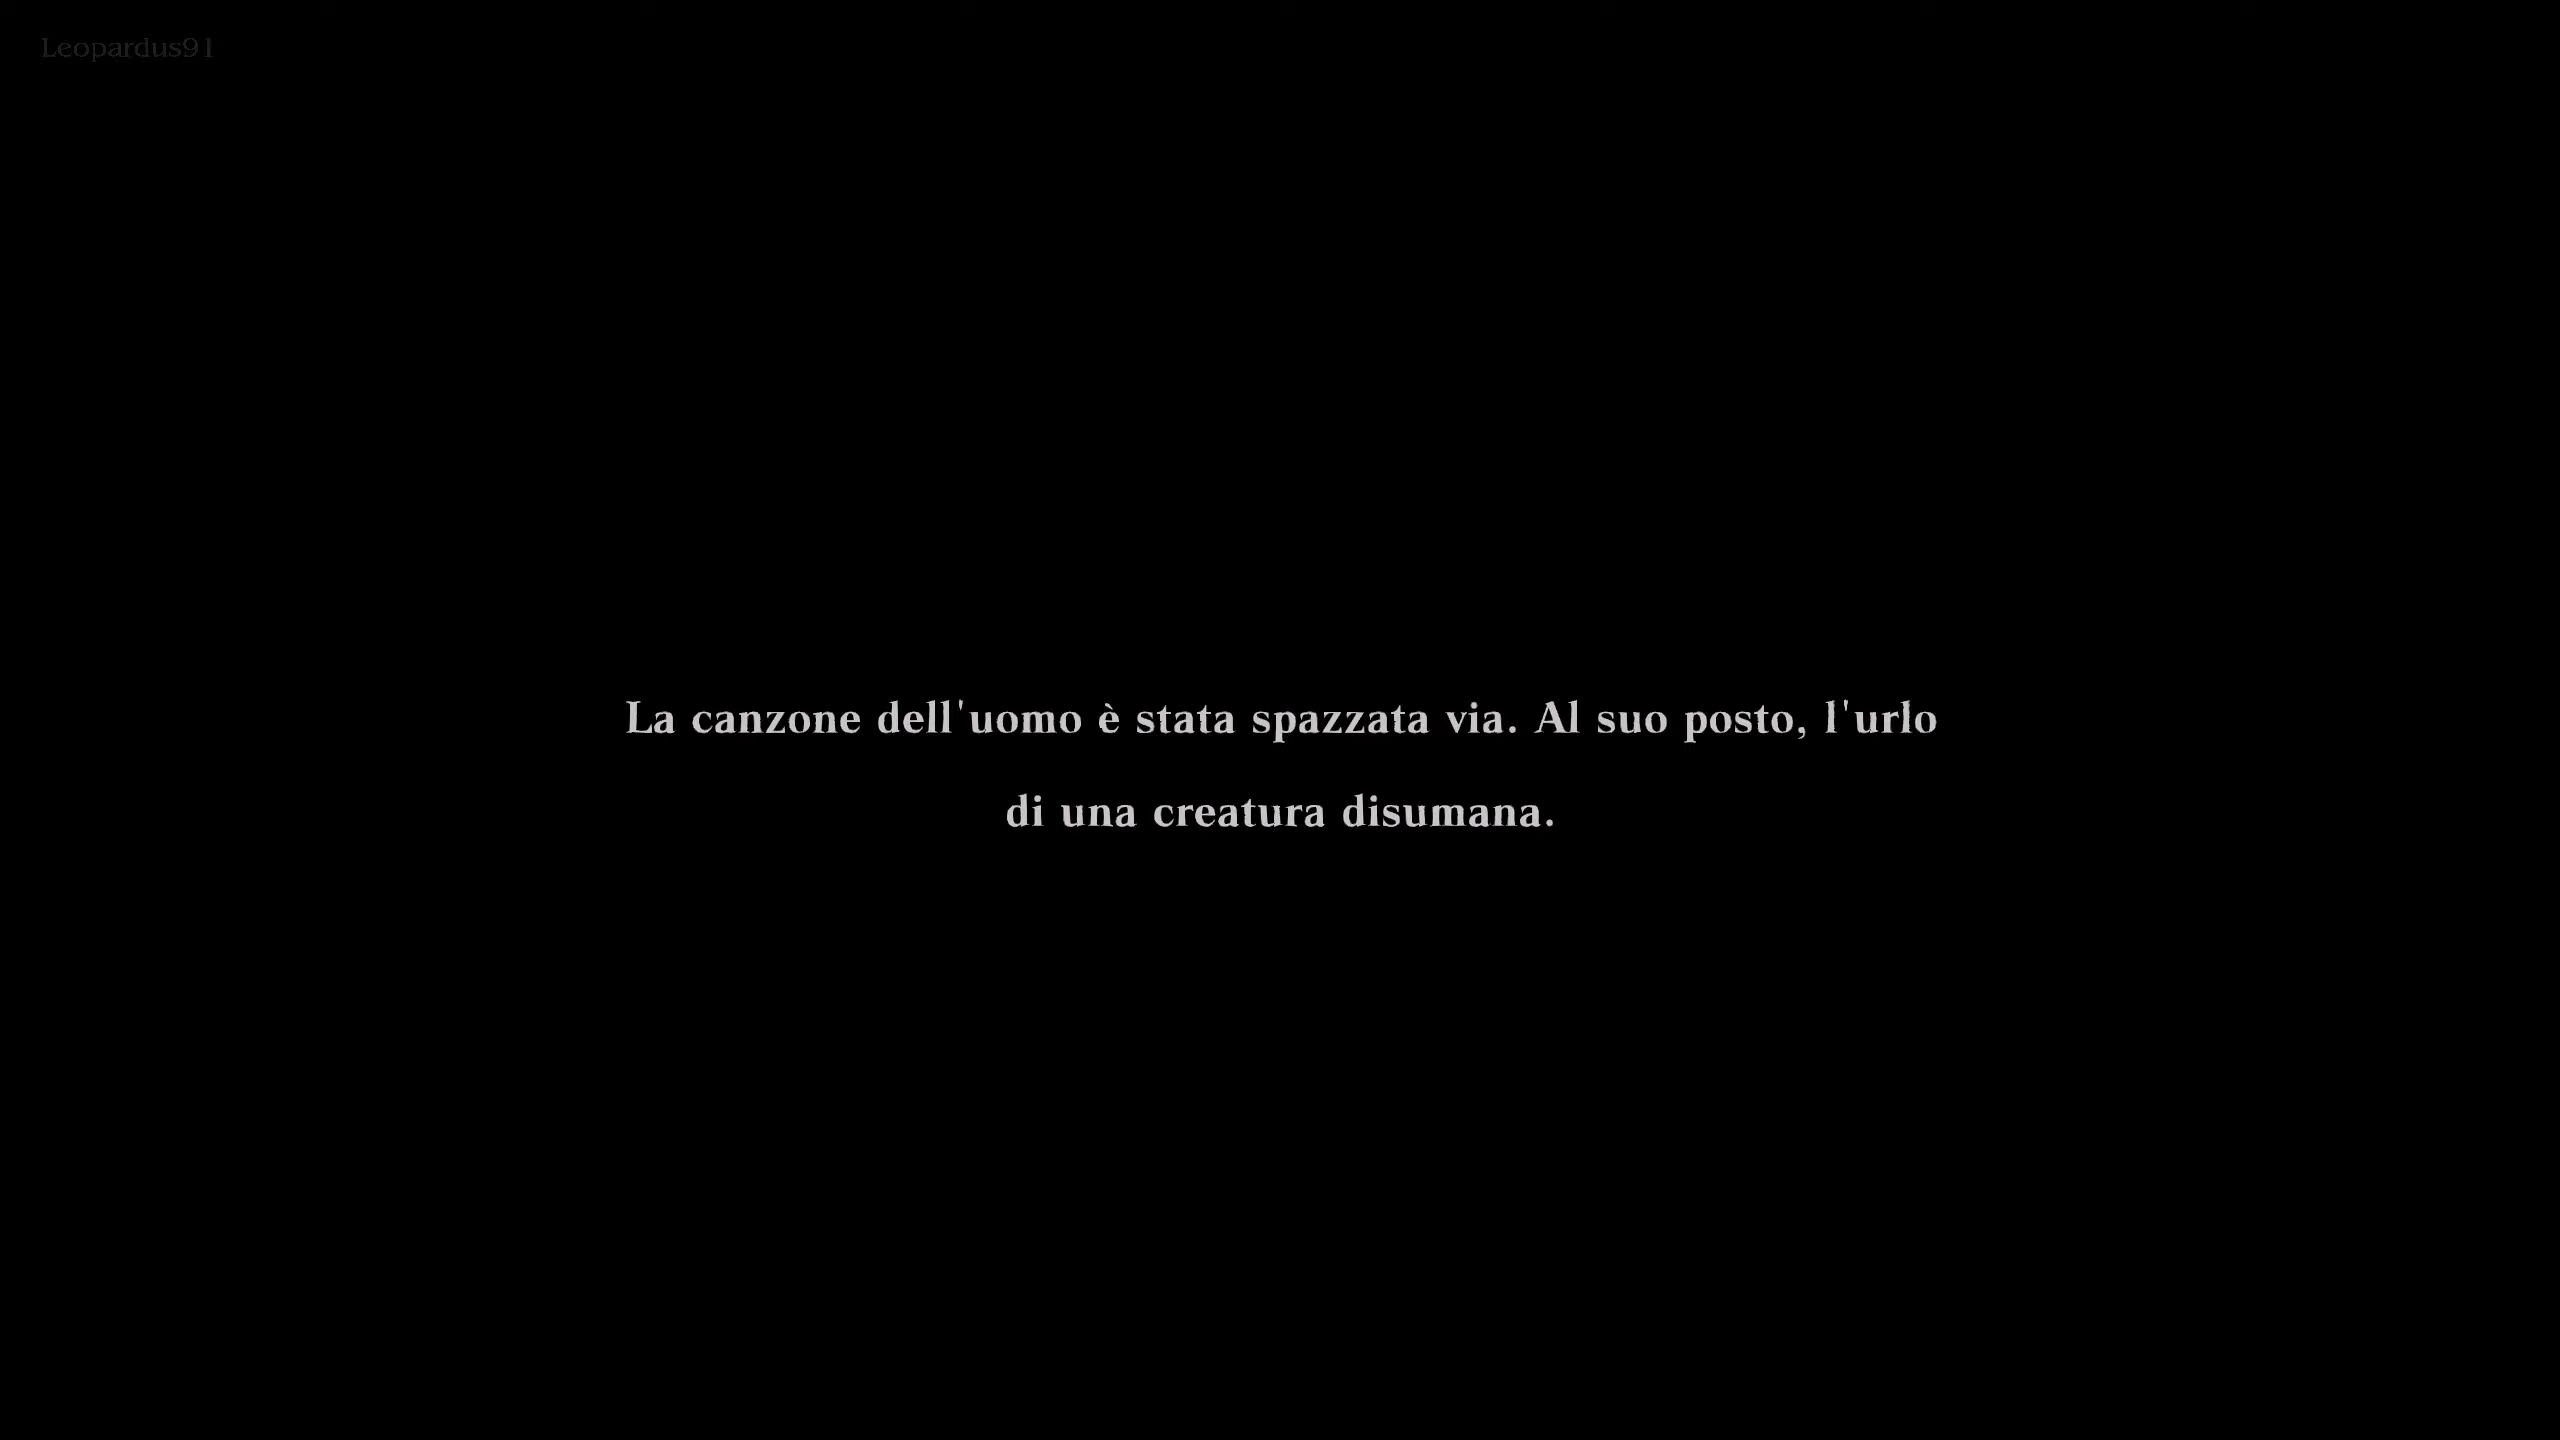 Leopardus91
La canzone dell'uomo è stata spazzata via. Al suo posto, l'urlo
di una creatura disumana.